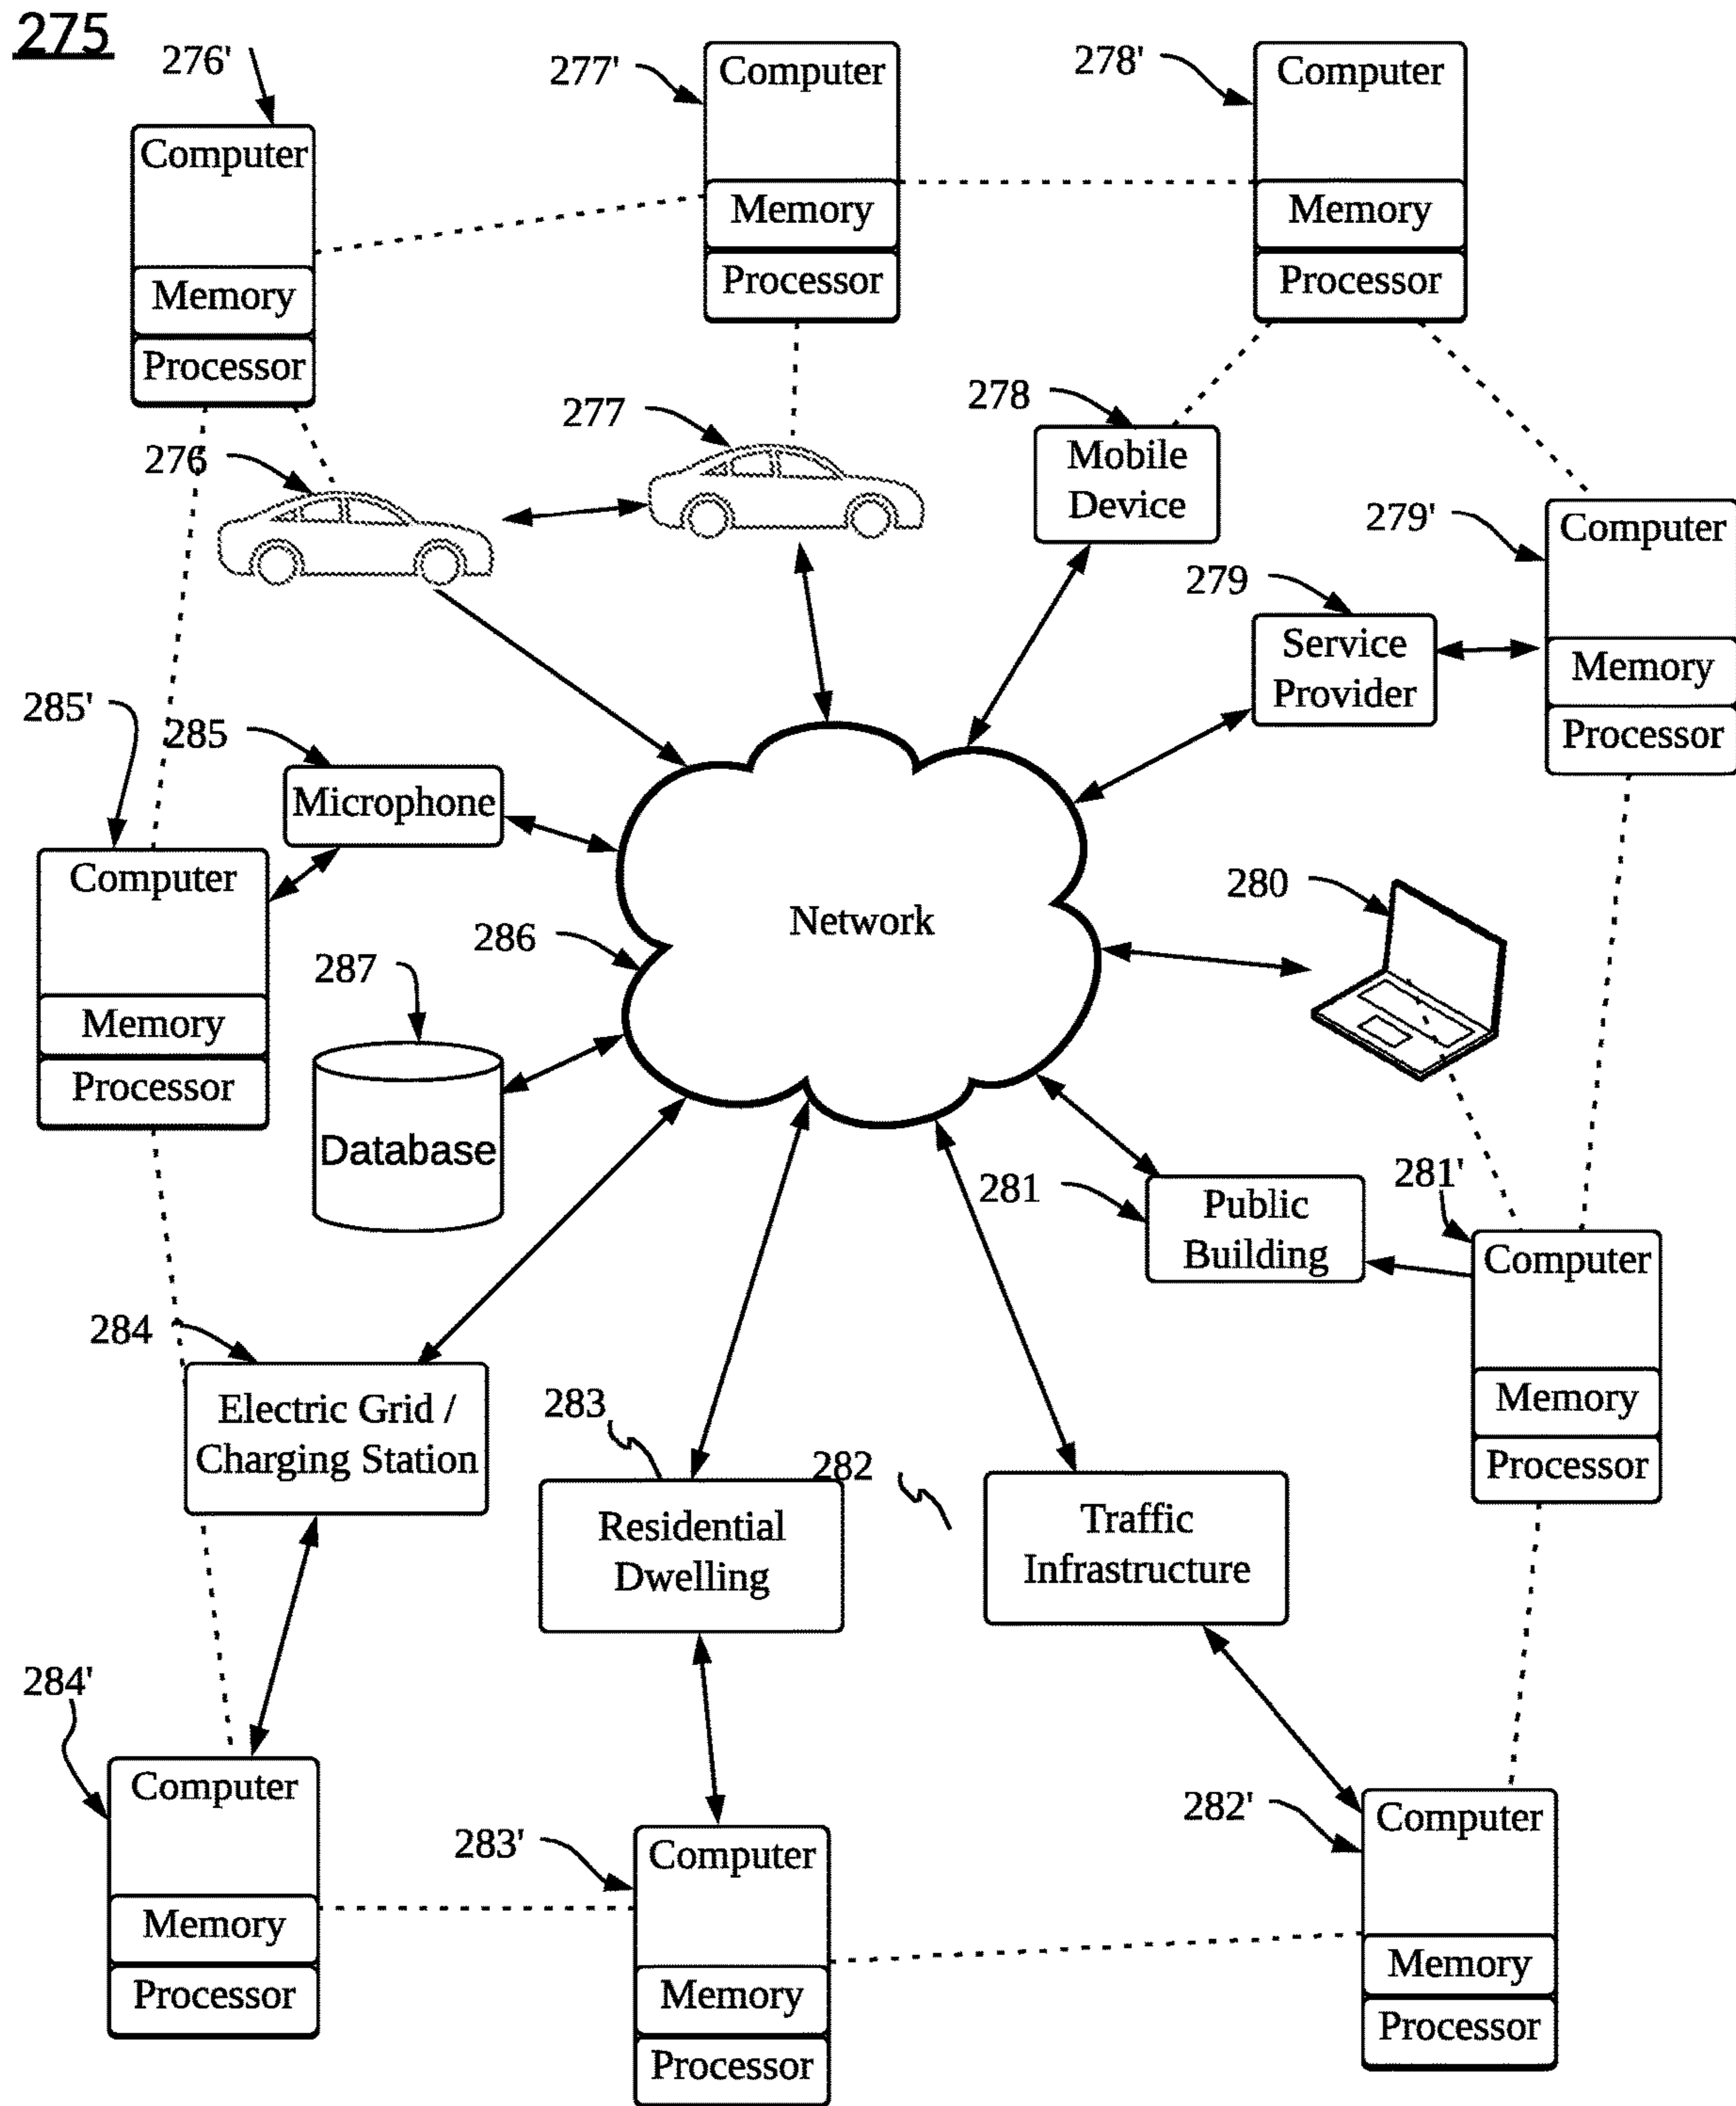 275
276'
277'
278'
Computer
Memory
Processor
Computer
Memory
Processor
Computer
Memory
Processor
276
277
278
Mobile
Device
279'
279
Service
Provider
Computer
Memory
Processor
285'
285
Microphone
Computer
Memory
Processor
286
Network
280
287
Database
281
Public
Building
281'
Computer
Memory
Processor
284
Electric Grid /
Charging Station
283
Residential
Dwelling
282
Traffic
Infrastructure
284'
Computer
Memory
Processor
283'
Computer
Memory
Processor
282'
Computer
Memory
Processor